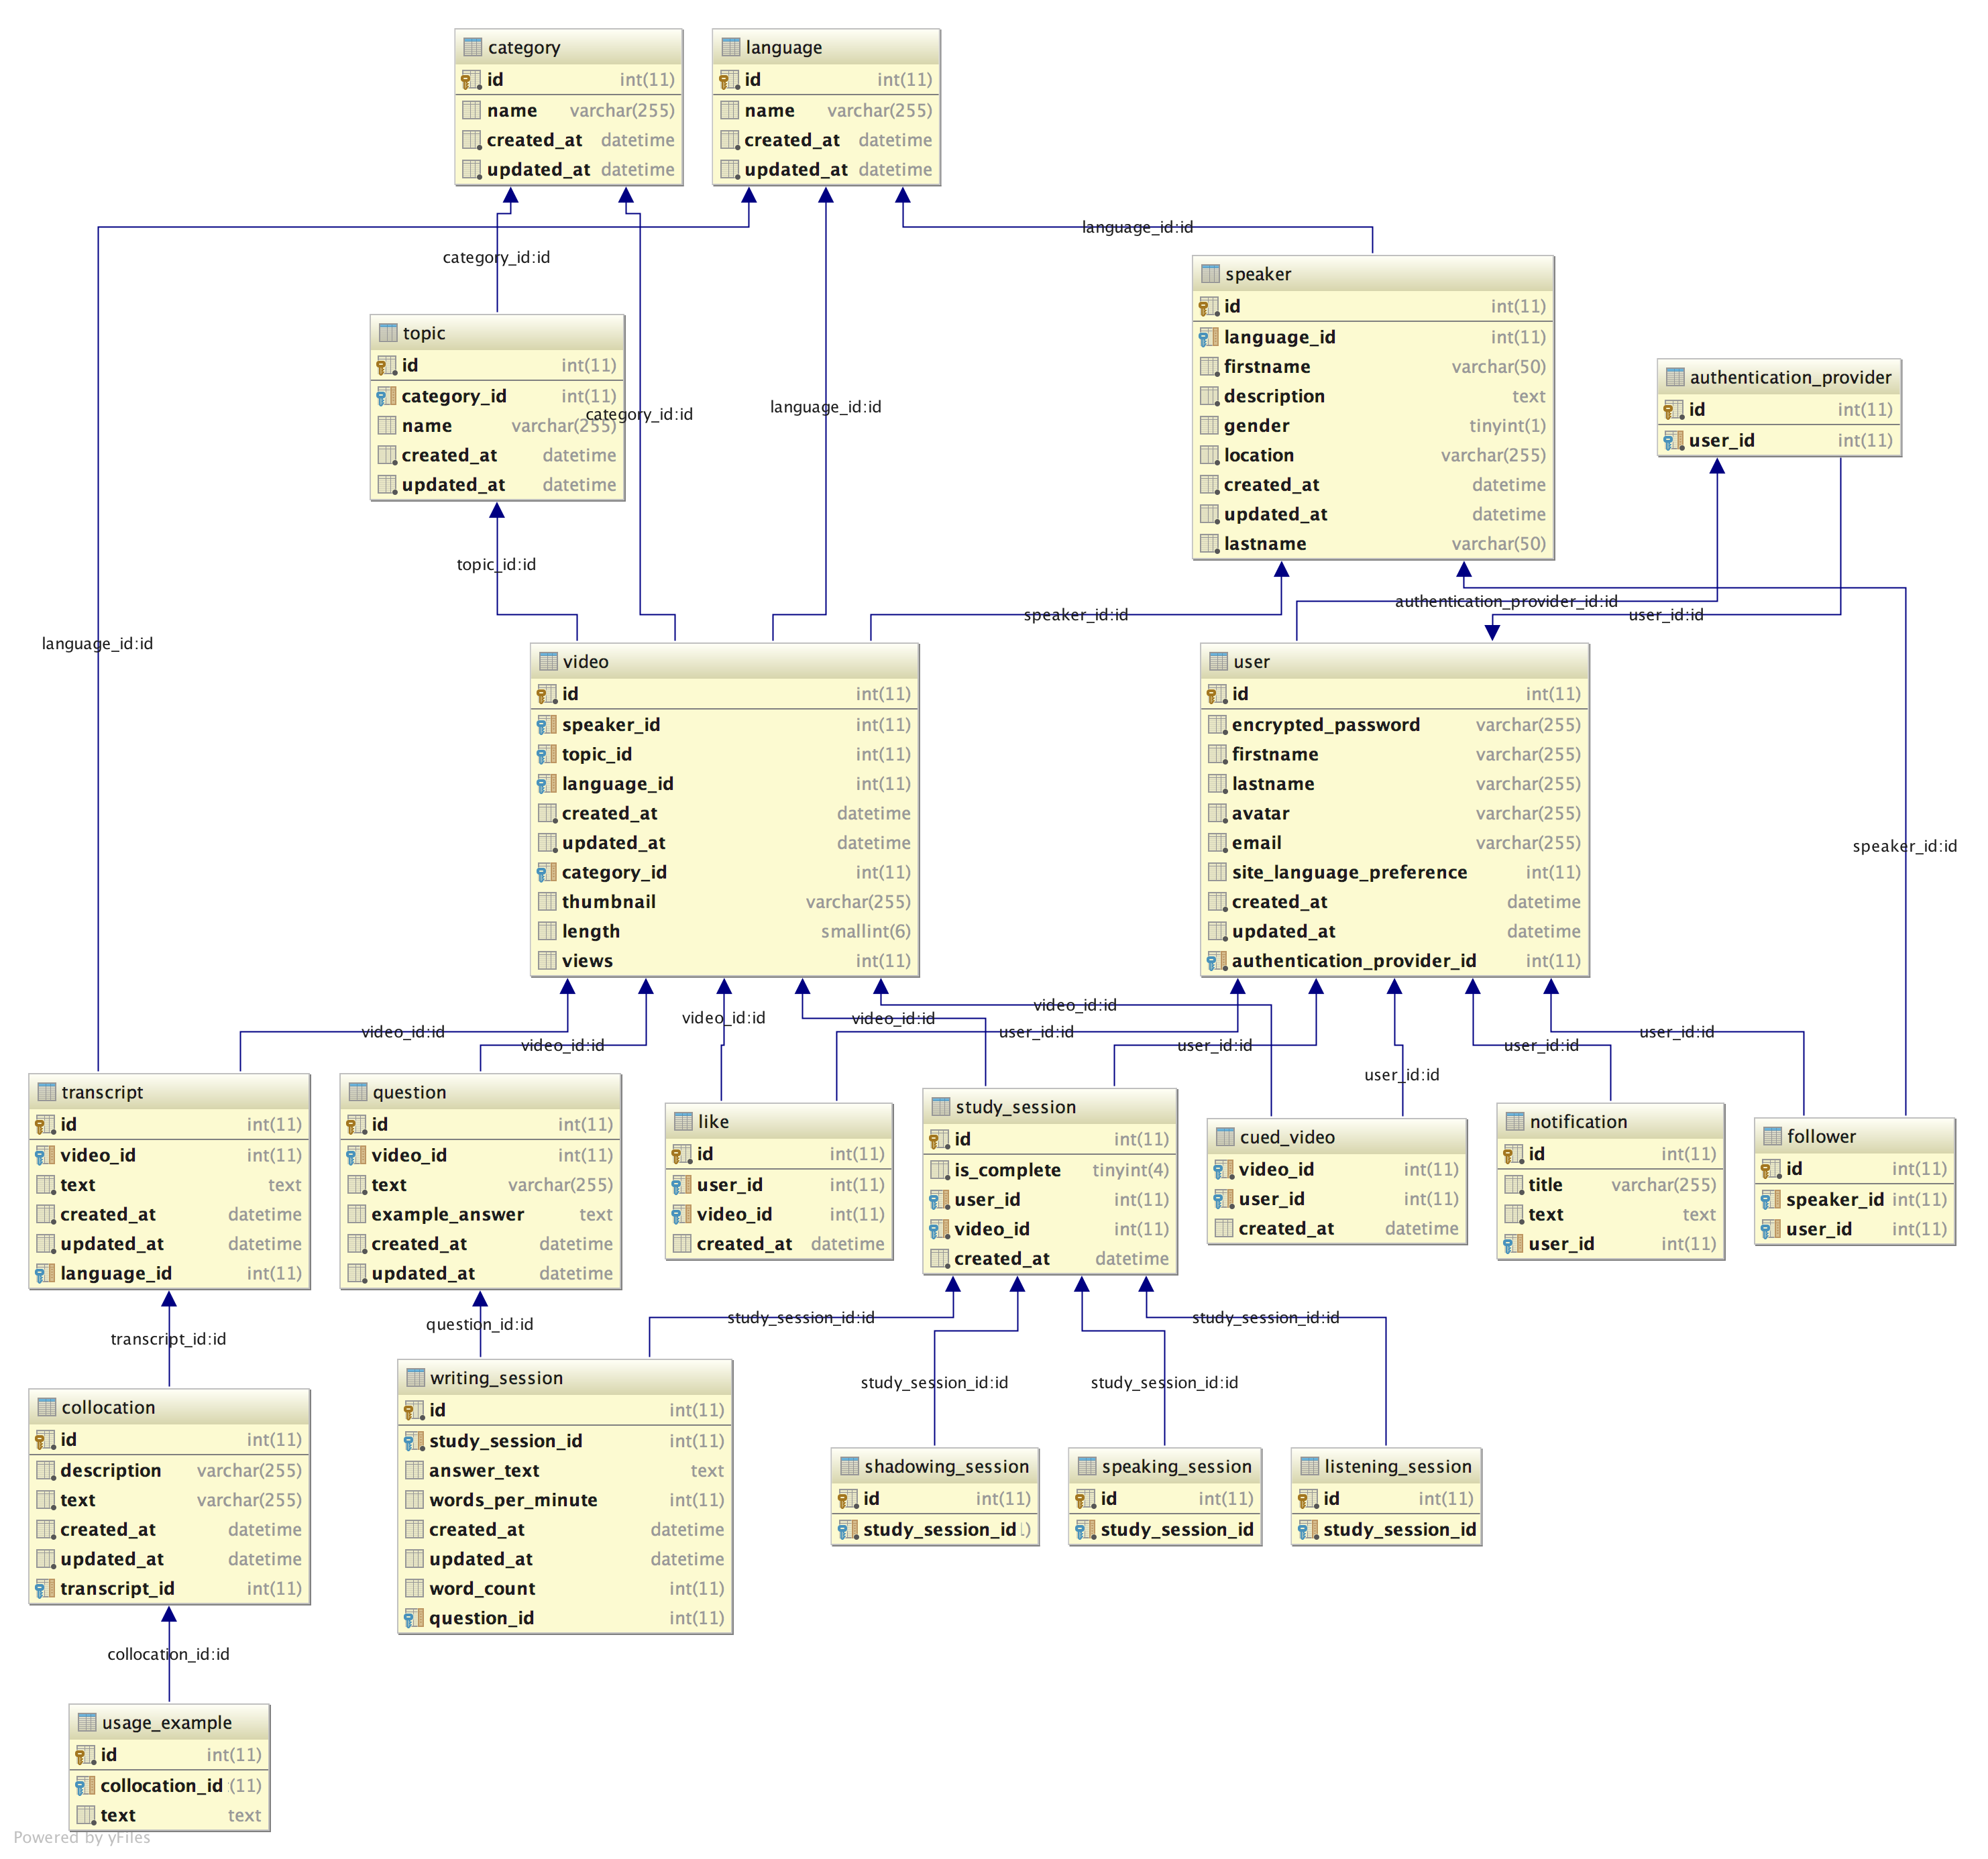 category
id int(11)
name varchar(255)
created_at datetime
updated_at datetime
language
id int(11)
name varchar(255)
created_at datetime
updated_at datetime
language_id:id
category_id:id
speaker
id int(11)
language_id int(11)
firstname varchar(50)
description text
gender tinyint(1)
location varchar(255)
created_at datetime
updated_at datetime
lastname varchar(50)
topic
id int(11)
category_id int(11)
name varchar(255)
created_at datetime
updated_at datetime
category_id:id
language_id:id
authentication_provider
id int(11)
user_id int(11)
topic_id:id
speaker_id:id
authentication_provider_id:id
user_id:id
language_id:id
video
id int(11)
speaker_id int(11)
topic_id int(11)
language_id int(11)
created_at datetime
updated_at datetime
category_id int(11)
thumbnail varchar(255)
length smallint(6)
views int(11)
user
id int(11)
encrypted_password varchar(255)
firstname varchar(255)
lastname varchar(255)
avatar varchar(255)
email varchar(255)
site_language_preference int(11)
created_at datetime
updated_at datetime
authentication_provider_id int(11)
speaker_id:id
video_id:id
video_id:id
video_id:id
video_id:id
video_id:id
user_id:id
user_id:id
user_id:id
user_id:id
user_id:id
transcript
id int(11)
video_id int(11)
text text
created_at datetime
updated_at datetime
language_id int(11)
question
id int(11)
video_id int(11)
text varchar(255)
example_answer text
created_at datetime
updated_at datetime
like
id int(11)
user_id int(11)
video_id int(11)
created_at datetime
study_session
id int(11)
is_complete tinyint(4)
user_id int(11)
video_id int(11)
created_at datetime
cued_video
video_id int(11)
user_id int(11)
created_at datetime
notification
id int(11)
title varchar(255)
text text
user_id int(11)
follower
id int(11)
speaker_id int(11)
user_id int(11)
transcript_id:id
question_id:id
study_session_id:id
study_session_id:id
study_session_id:id
study_session_id:id
collocation
id int(11)
description varchar(255)
text varchar(255)
created_at datetime
updated_at datetime
transcript_id int(11)
writing_session
id int(11)
study_session_id int(11)
answer_text text
words_per_minute int(11)
created_at datetime
updated_at datetime
word_count int(11)
question_id int(11)
shadowing_session
id int(11)
study_session_id
speaking_session
id int(11)
study_session_id
listening_session
id int(11)
study_session_id
collocation_id:id
usage_example
id int(11)
collocation_id (11)
text text
Powered by yFiles